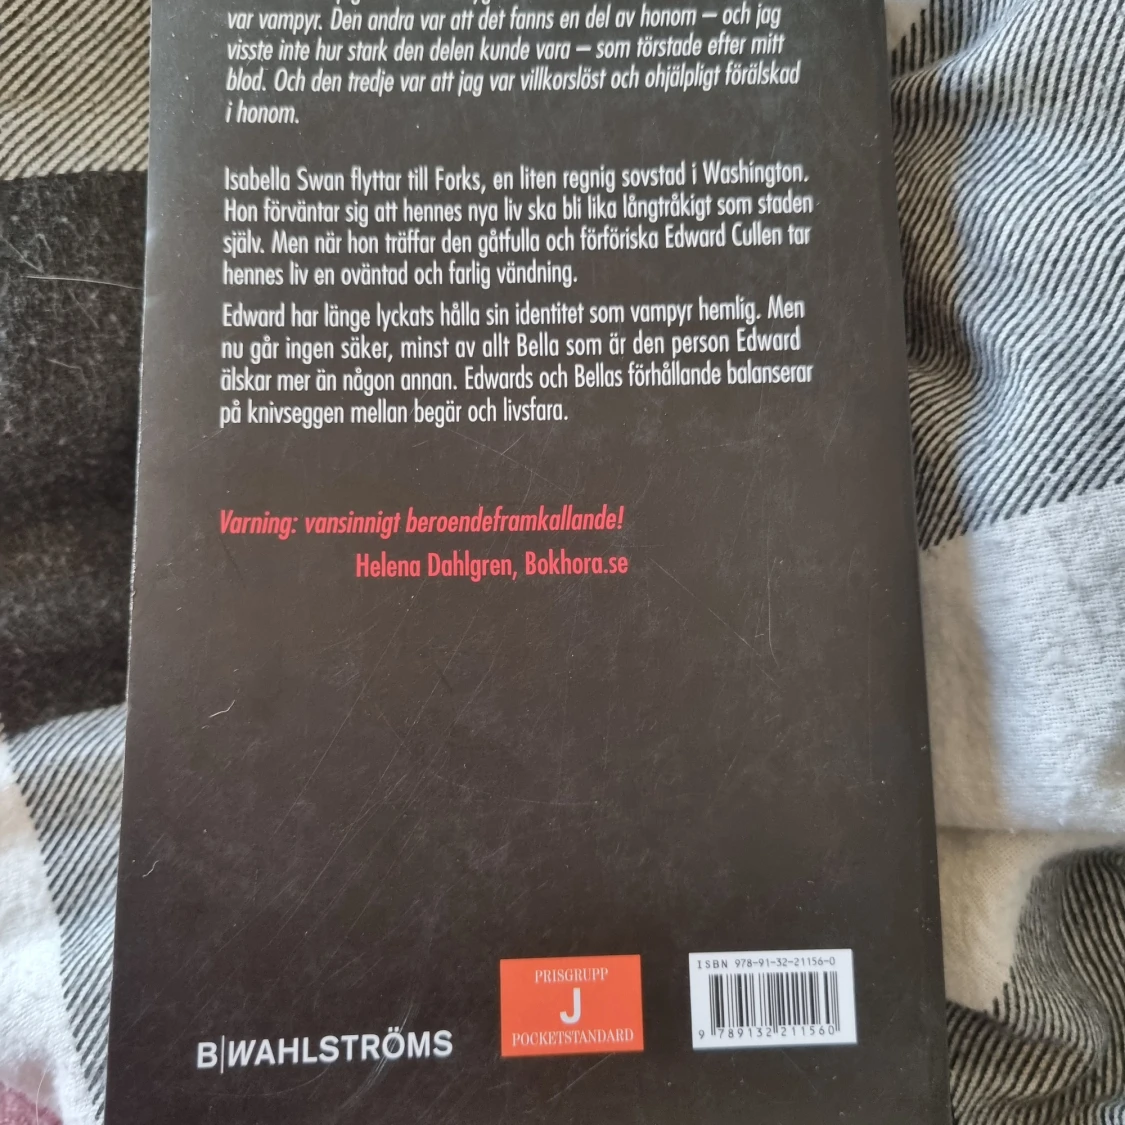 var vampyr. Den andra var att det fanns en del av honom – och jag
visste inte hur stark den delen kunde vara – som törstade efter mitt
blod. Och den tredje var att jag var villkorslöst och ohjälpligt förälskad
i honom.
Isabella Swan flyttar till Forks, en liten regnig sovstad i Washington.
Hon förväntar sig att hennes nya liv ska bli lika långtråkigt som staden
själv. Men när hon träffar den gåtfulla och förföriska Edward Cullen tar
hennes liv en oväntad och farlig vändning.
Edward har länge lyckats hålla sin identitet som vampyr hemlig. Men
nu går ingen säker, minst av allt Bella som är den person Edward
älskar mer än någon annan. Edwards och Bellas förhållande balanserar
på knivseggen mellan begär och livsfara.
Varning: vansinnigt beroendeframkallande!
Helena Dahlgren, Bokhora.se
B|WAHLSTRÖMS
PRISGRUPP
J
POCKETSTANDARD
ISBN 978-91-32-21156-0
9 789132 211560